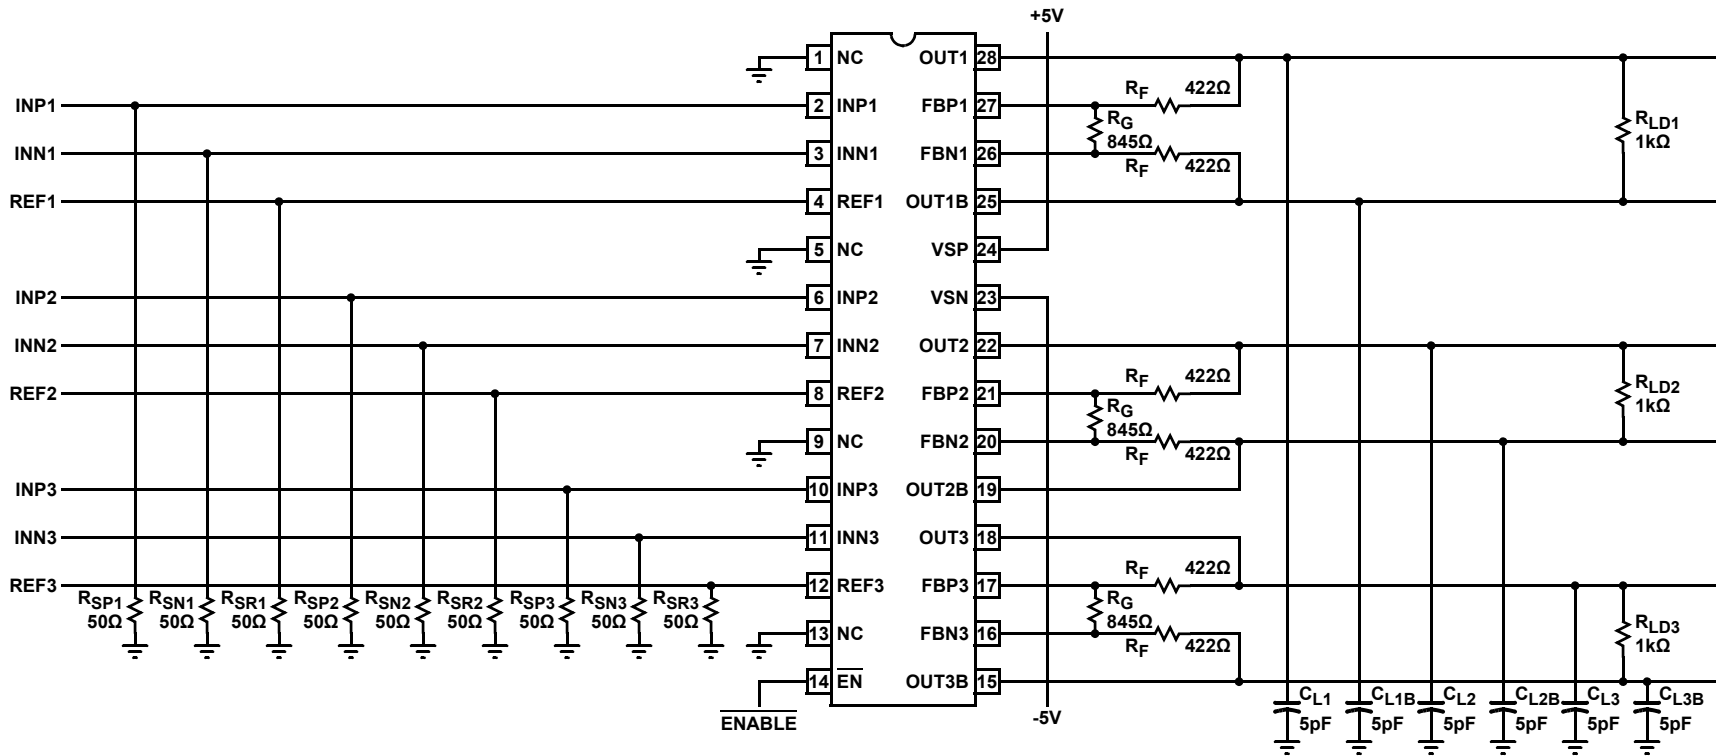 +5V
1 NC OUT1 28
RF 422Ω
INP1 2 INP1 FBP1 27
RG 845Ω
RLD1 1kΩ
INN1 3 INN1 FBN1 26
RF 422Ω
REF1 4 REF1 OUT1B 25
5 NC VSP 24
INP2 6 INP2 VSN 23
INN2 7 INN2 OUT2 22
RF 422Ω
REF2 8 REF2 FBP2 21
RG 845Ω
RLD2 1kΩ
9 NC FBN2 20
RF 422Ω
INP3 10 INP3 OUT2B 19
INN3 11 INN3 OUT3 18
RF 422Ω
REF3 12 REF3 FBP3 17
RSP1 RSN1 RSR1 RSP2 RSN2 RSR2 RSP3 RSN3 RSR3
50Ω 50Ω 50Ω 50Ω 50Ω 50Ω 50Ω 50Ω 50Ω
RG 845Ω
13 NC FBN3 16
RLD3 1kΩ
RF 422Ω
14 EN OUT3B 15
ENABLE
-5V
CL1 CL1B CL2 CL2B CL3 CL3B
5pF 5pF 5pF 5pF 5pF 5pF